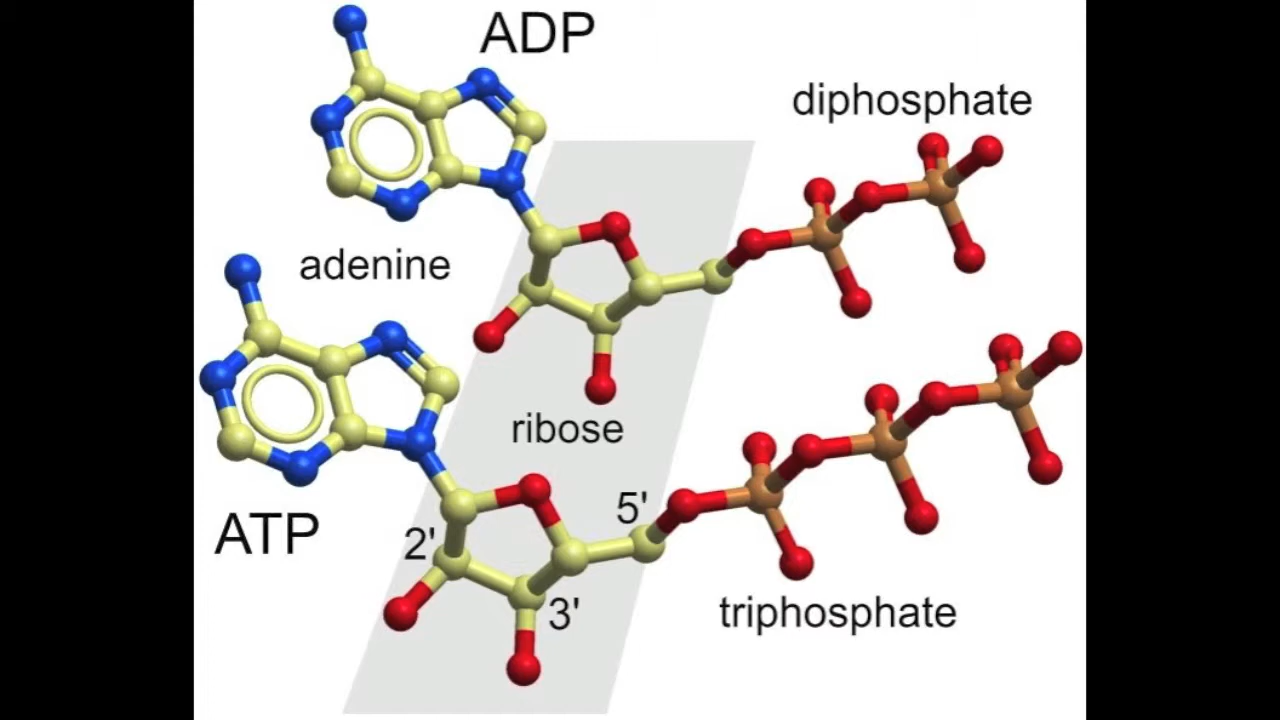 ADP
diphosphate
adenine
ribose
5'
ATP
2'
3'
triphosphate